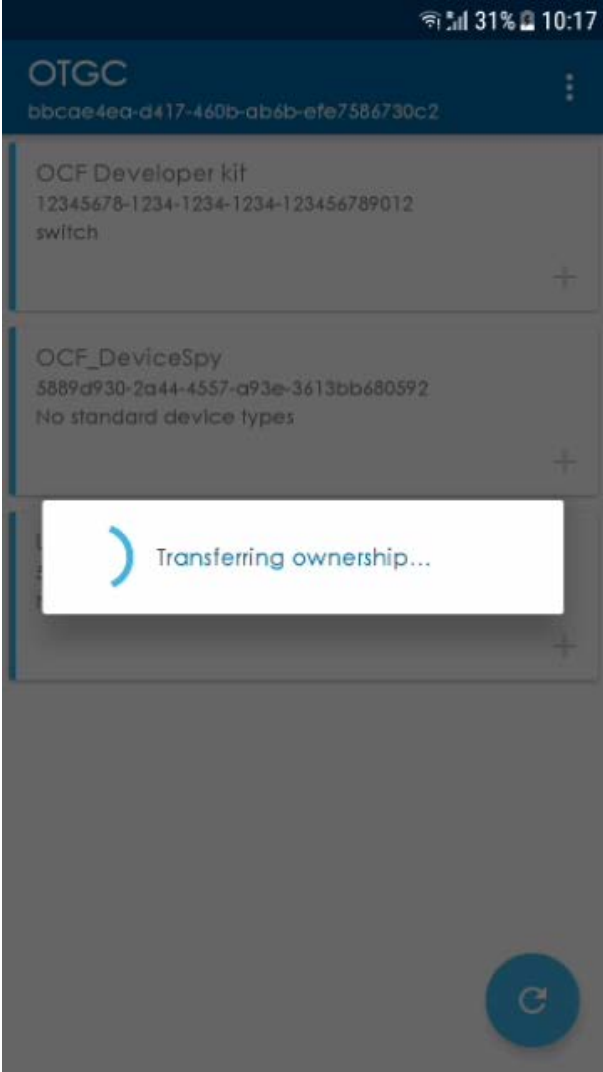 31% 10:17
OTGC
bbcae4ea-d417-460b-ab6b-efe7586730c2
OCF Developer kit
12345678-1234-1234-1234-123456789012
switch
OCF_DeviceSpy
5889d930-2a44-4557-a93e-3613bb680592
No standard device types
Transferring ownership...